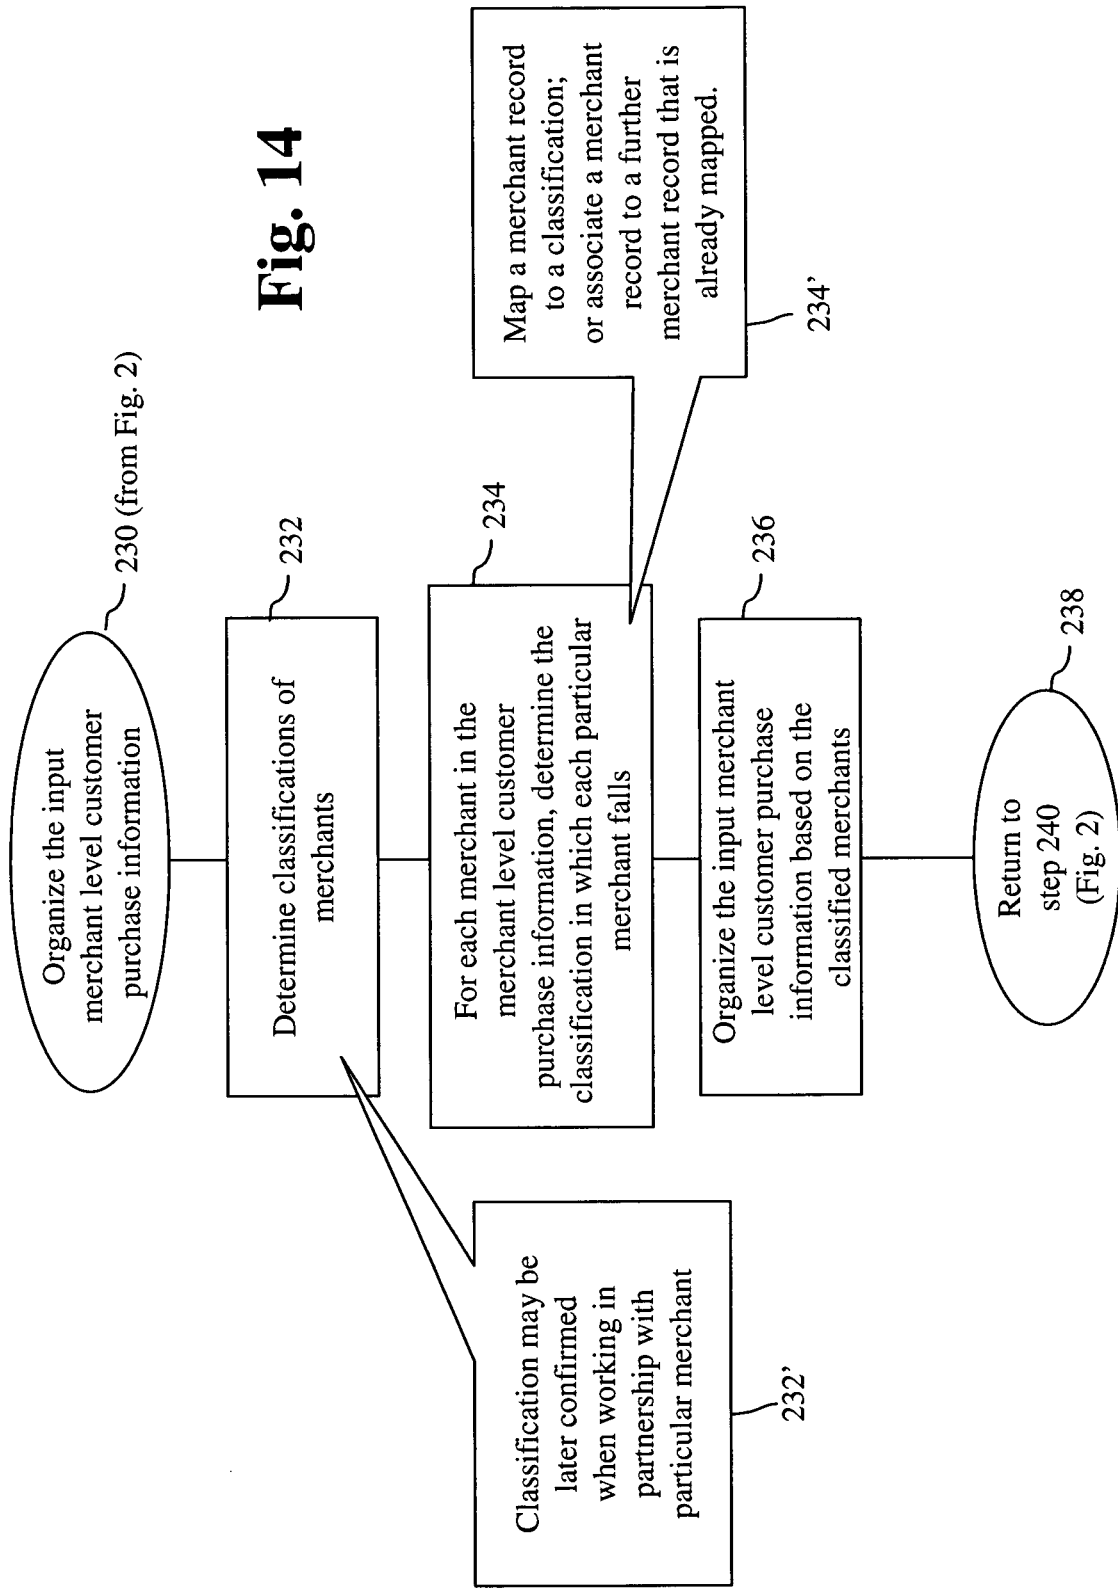 Fig. 14
230 (from Fig. 2)
Organize the input
merchant level customer
purchase information
232
Determine classifications of
merchants
Classification may be
later confirmed
when working in
partnership with
particular merchant
232’
234
For each merchant in the
merchant level customer
purchase information, determine the
classification in which each particular
merchant falls
Map a merchant record
to a classification;
or associate a merchant
record to a further
merchant record that is
already mapped.
234’
236
Organize the input merchant
level customer purchase
information based on the
classified merchants
238
Return to
step 240
(Fig. 2)